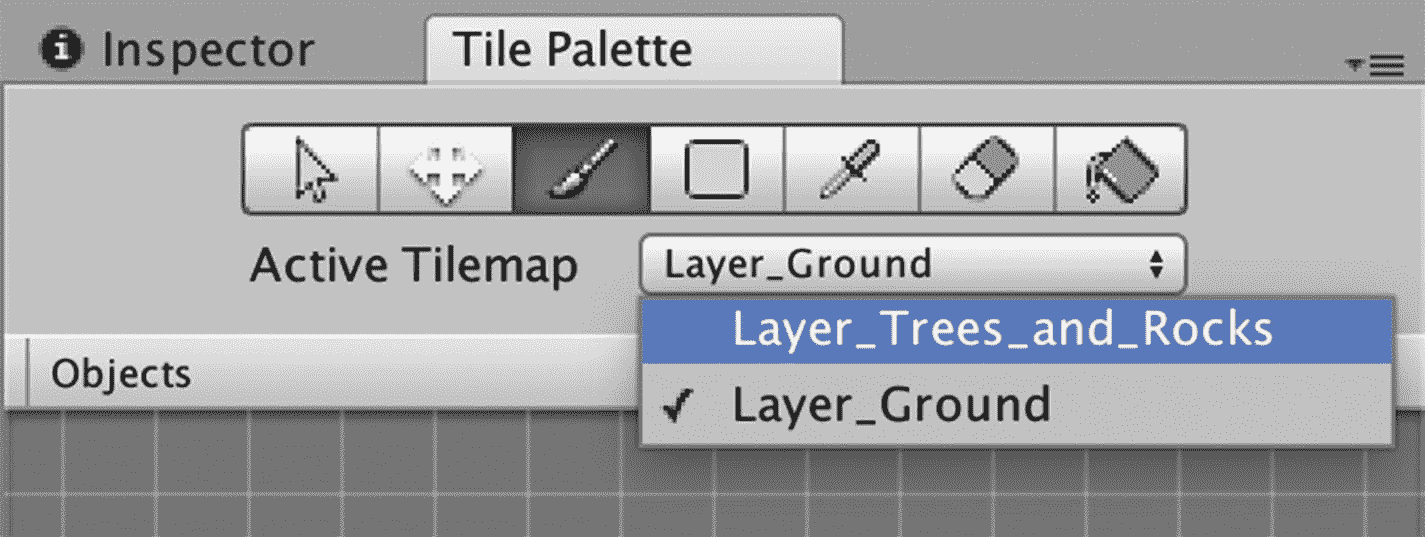 Inspector
Tile Palette
Active Tilemap
Layer_Ground
Layer_Trees_and_Rocks
Objects
✓ Layer_Ground